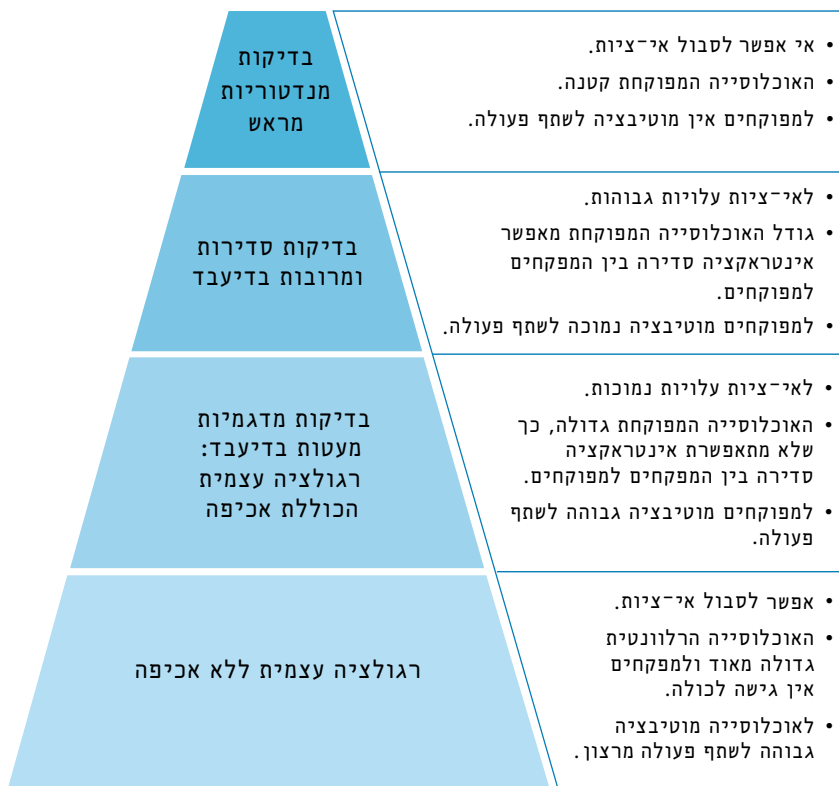 בדיקות
מנדטוריות
מראש
• אי אפשר לסבול אי־ציות.
• האוכלוסייה המפוקחת קטנה.
• למפוקחים אין מוטיבציה לשתף פעולה.
בדיקות סדירות
ומרובות בדיעבד
• לאי־ציות עלויות גבוהות.
• גודל האוכלוסייה המפוקחת מאפשר
אינטראקציה סדירה בין המפקחים
למפוקחים.
• למפוקחים מוטיבציה נמוכה לשתף פעולה.
בדיקות מדגמיות
מעטות בדיעבד:
רגולציה עצמית
הכוללת אכיפה
• לאי־ציות עלויות נמוכות.
• האוכלוסייה המפוקחת גדולה, כך
שלא מתאפשרת אינטראקציה
סדירה בין המפקחים למפוקחים.
• למפוקחים מוטיבציה גבוהה לשתף
פעולה.
רגולציה עצמית ללא אכיפה
• אפשר לסבול אי־ציות.
• האוכלוסייה הרלוונטית
גדולה מאוד ולמפקחים
אין גישה לכולה.
• לאוכלוסייה מוטיבציה
גבוהה לשתף פעולה מרצון.